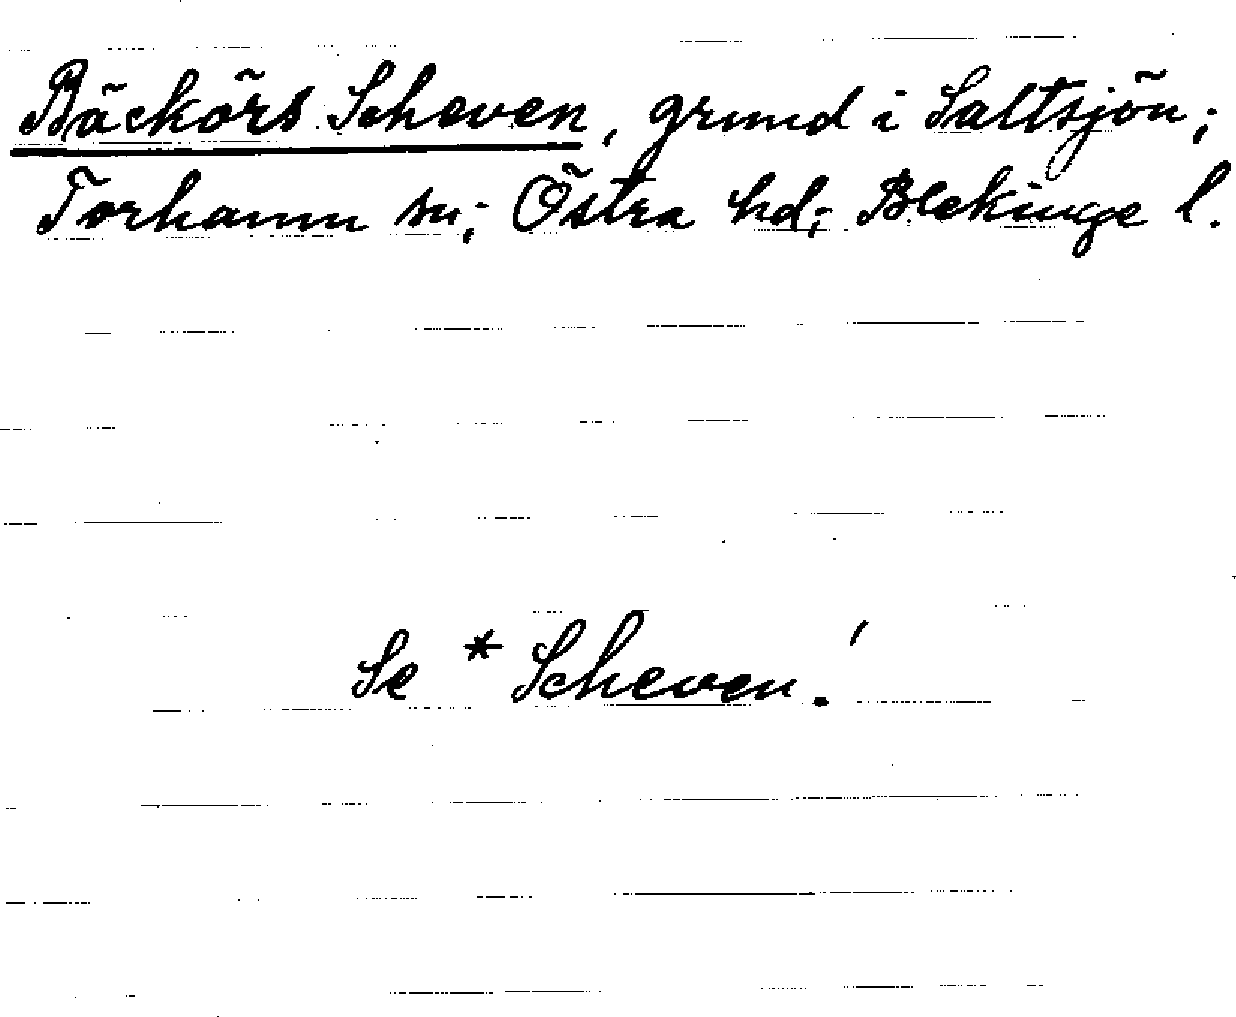 Bäckörs Scheven, grund i Saltsjön;
Torhamn sn; Östra hd; Blekinge l.
Se * Scheven.'